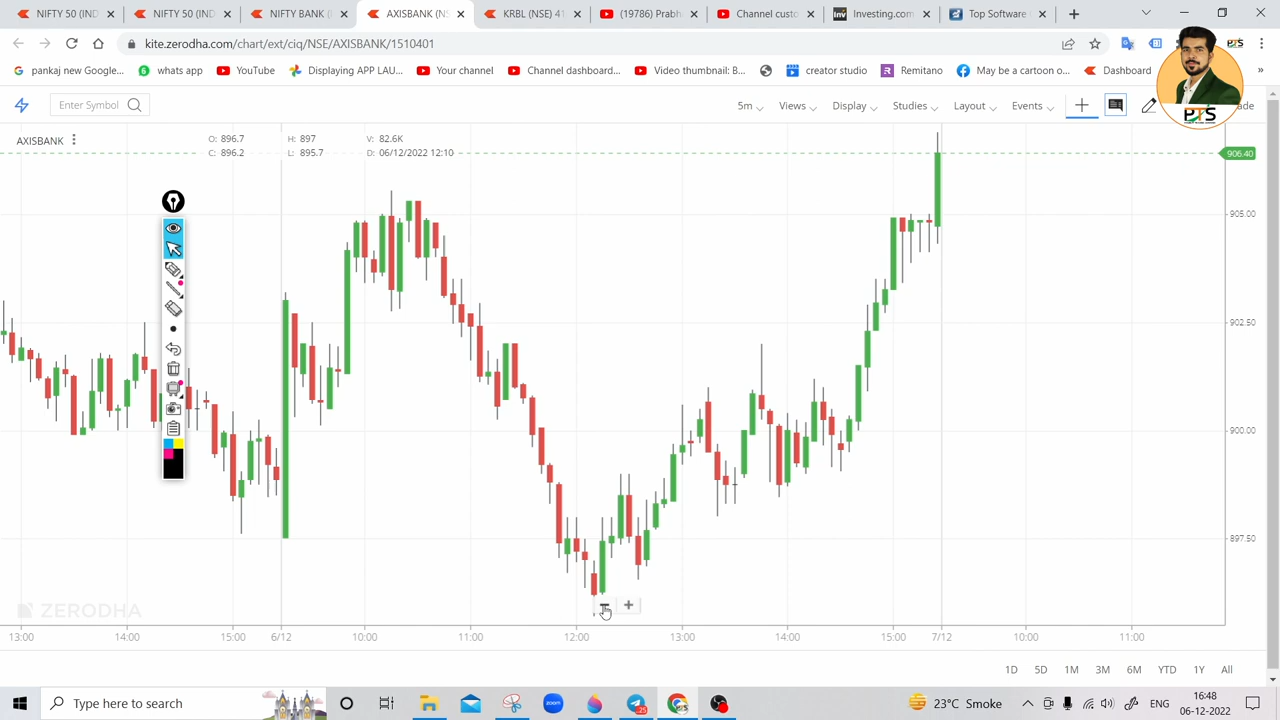 NIFTY 50 (IND
NIFTY 50 (IND
NIFTY BANK (
AXISBANK (NS
KRBL (NSE) 41
(19786) Prabh
Channel custo
Investing.com
Top Software
kite.zerodha.com/chart/ext/ciq/NSE/AXISBANK/1510401
pankaj new Google...
whats app
YouTube
Displaying APP LAU...
Your channel
Channel dashboard...
Video thumbnail: B...
creator studio
Remitano
May be a cartoon o...
Dashboard
»
PTS
Enter Symbol
5m
Views
Display
Studies
Layout
Events
ade
PTS
AXISBANK
O: 896.7
H: 897
V: 82.6K
C: 896.2
L: 895.7
D: 06/12/2022 12:10
906.40
905.00
902.50
900.00
897.50
ZERODHA
13:00
14:00
15:00
6/12
10:00
11:00
12:00
13:00
14:00
15:00
7/12
10:00
11:00
1D
5D
1M
3M
6M
YTD
1Y
All
Type here to search
23°C Smoke
ENG
16:48
06-12-2022